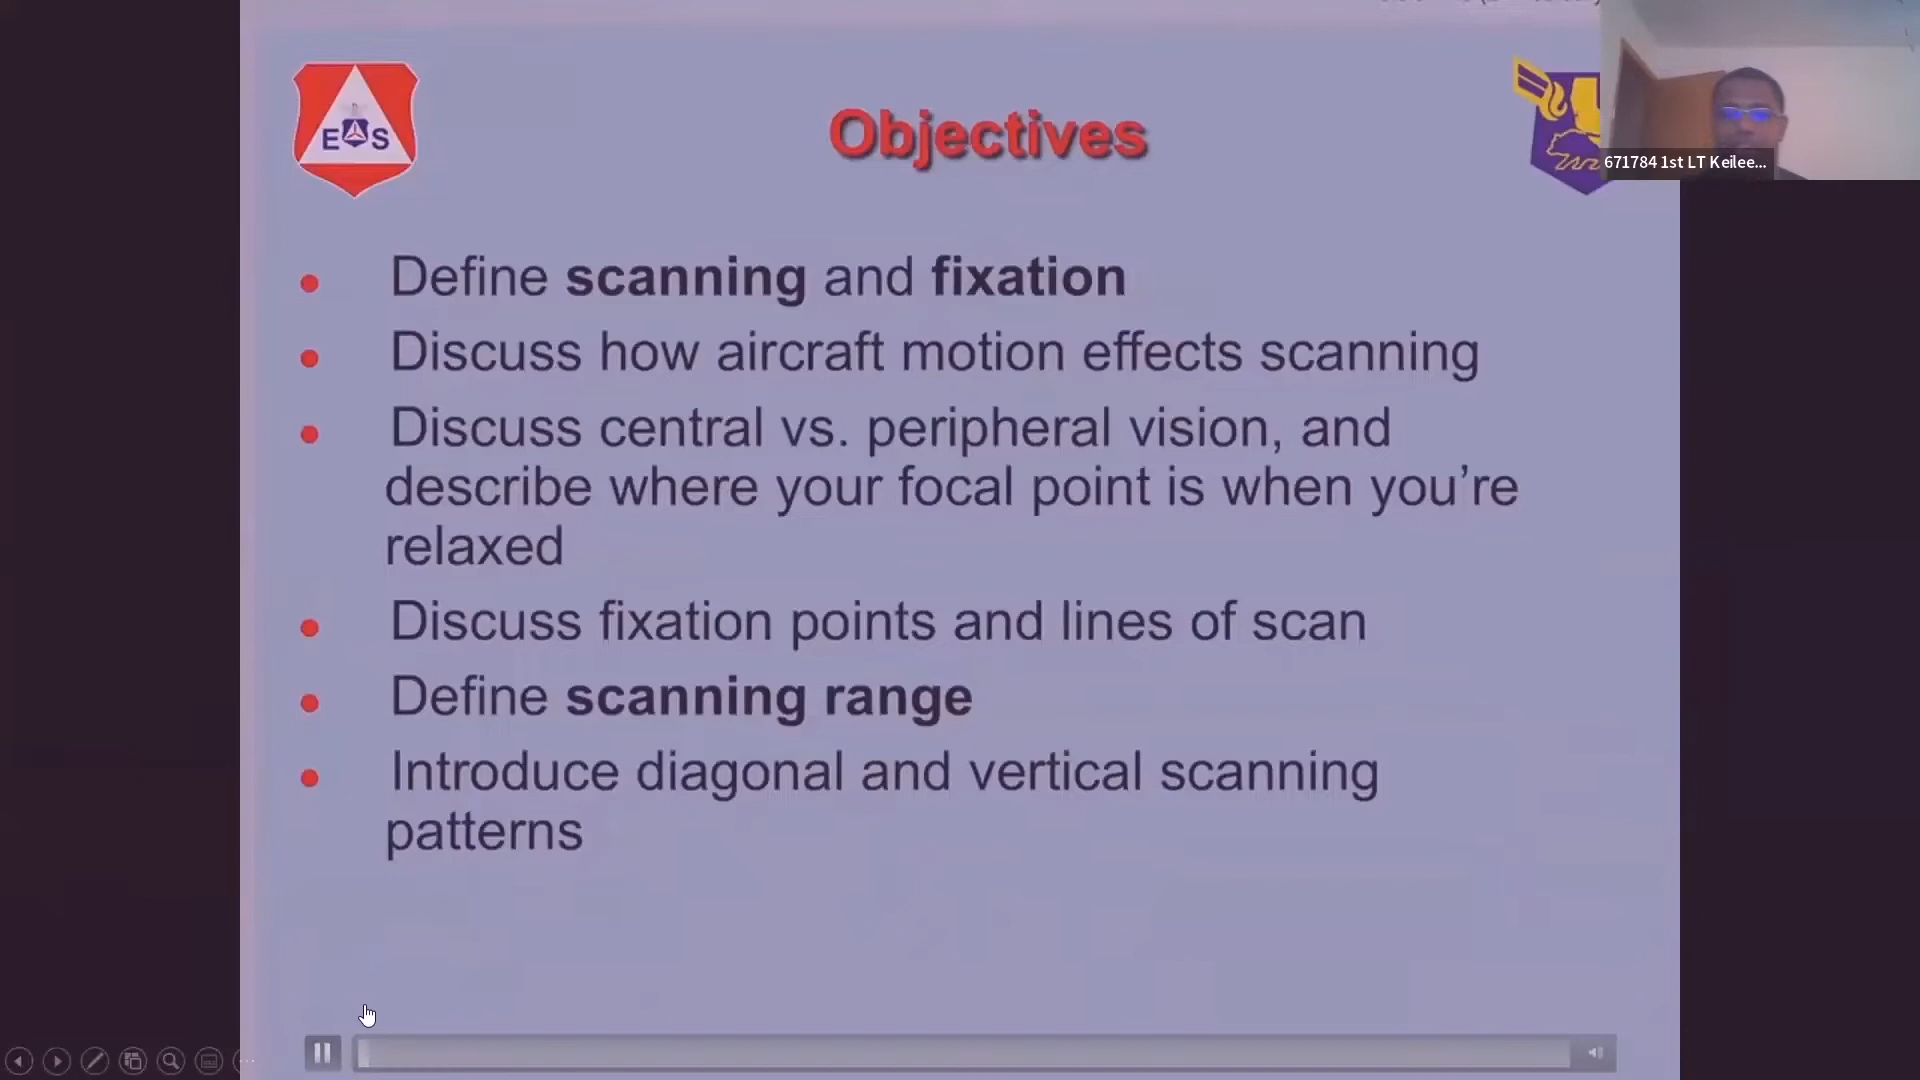 E S
Objectives
671784 1st LT Keilee...
Define scanning and fixation
Discuss how aircraft motion effects scanning
Discuss central vs. peripheral vision, and
describe where your focal point is when you’re
relaxed
Discuss fixation points and lines of scan
Define scanning range
Introduce diagonal and vertical scanning
patterns